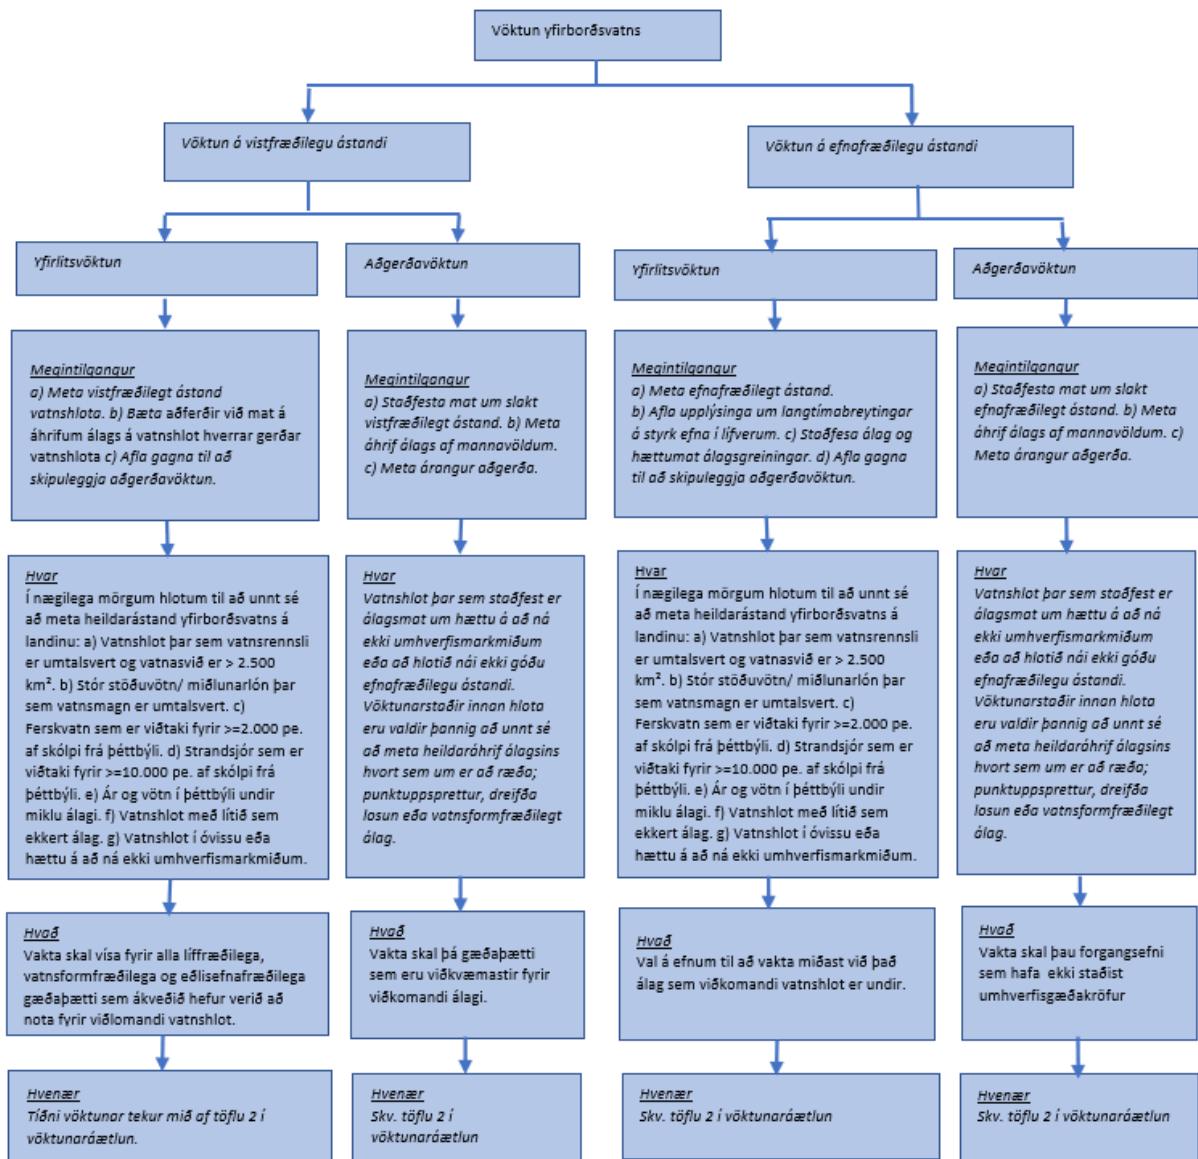 Vöktun yfirborðsvatns
Vöktun á vistfræðilegu ástandi
Vöktun á efnafræðilegu ástandi
Yfirlitsvöktun
Aðgerðavöktun
Yfirlitsvöktun
Aðgerðavöktun
Megintilgangur
a) Meta vistfræðilegt ástand
vatnshlota. b) Bæta aðferðir við mat á
áhrifum álags á vatnshlot hverrar gerðar
vatnshlota c) Afla gagna til að
skipuleggja aðgerðavöktun.
Megintilgangur
a) Staðfesta mat um slakt
vistfræðilegt ástand. b) Meta
áhrif álags af mannavöldum.
c) Meta árangur aðgerða.
Megintilgangur
a) Meta efnafræðilegt ástand.
b) Afla upplýsinga um langtímabreytingar
á styrk efna í lífverum. c) Staðfesa álag og
hættumat álagsgreiningar. d) Afla gagna
til að skipuleggja aðgerðavöktun.
Megintilgangur
a) Staðfesta mat um slakt
efnafræðilegt ástand. b) Meta
áhrif álags af mannavöldum. c)
Meta árangur aðgerða.
Hvar
Í nægilega mörgum hlotum til að unnt sé
að meta heildarástand yfirborðsvatns á
landinu: a) Vatnshlot þar sem vatnsrennsli
er umtalsvert og vatnasvið er > 2.500
km². b) Stór stöðuvötn/ miðlunarlón þar
sem vatnsmagn er umtalsvert. c)
Ferskvatn sem er viðtaki fyrir >=2.000 pe.
af skólpi frá þéttbýli. d) Strandsjór sem er
viðtaki fyrir >=10.000 pe. af skólpi frá
þéttbýli. e) Ár og vötn í þéttbýli undir
miklu álagi. f) Vatnshlot með lítið sem
ekkert álag. g) Vatnshlot í óvissu eða
hættu á að ná ekki umhverfismarkmiðum.
Hvar
Vatnshlot þar sem staðfest er
álagsmat um hættu á að ná
ekki umhverfismarkmiðum
eða að hlotið nái ekki góðu
efnafræðilegu ástandi.
Vöktunarstaðir innan hlota
eru valdir þannig að unnt sé
að meta heildaráhrif álagsins
hvort sem um er að ræða;
punktuppsprettur, dreifða
losun eða vatnsformfræðilegt
álag.
Hvar
Í nægilega mörgum hlotum til að unnt sé
að meta heildarástand yfirborðsvatns á
landinu: a) Vatnshlot þar sem vatnsrennsli
er umtalsvert og vatnasvið er > 2.500
km². b) Stór stöðuvötn/ miðlunarlón þar
sem vatnsmagn er umtalsvert. c)
Ferskvatn sem er viðtaki fyrir >=2.000 pe.
af skólpi frá þéttbýli. d) Strandsjór sem er
viðtaki fyrir >=10.000 pe. af skólpi frá
þéttbýli. e) Ár og vötn í þéttbýli undir
miklu álagi. f) Vatnshlot með lítið sem
ekkert álag. g) Vatnshlot í óvissu eða
hættu á að ná ekki umhverfismarkmiðum.
Hvar
Vatnshlot þar sem staðfest er
álagsmat um hættu á að ná
ekki umhverfismarkmiðum
eða að hlotið nái ekki góðu
efnafræðilegu ástandi.
Vöktunarstaðir innan hlota
eru valdir þannig að unnt sé
að meta heildaráhrif álagsins
hvort sem um er að ræða;
punktuppsprettur, dreifða
losun eða vatnsformfræðilegt
álag.
Hvað
Vakta skal vísa fyrir alla líffræðilega,
vatnsformfræðilega og eðlisefnafræðilega
gæðaþætti sem ákveðið hefur verið að
nota fyrir viðlomandi vatnshlot.
Hvað
Vakta skal þá gæðaþætti
sem eru viðkvæmastir fyrir
viðkomandi álagi.
Hvað
Val á efnum til að vakta miðast við það
álag sem viðkomandi vatnshlot er undir.
Hvað
Vakta skal þau forgangsefni
sem hafa ekki staðist
umhverfisgæðakröfur
Hvenær
Tíðni vöktunar tekur mið af töflu 2 í
vöktunaráætlun.
Hvenær
Skv. töflu 2 í
vöktunaráætlun
Hvenær
Skv. töflu 2 í vöktunaráætlun
Hvenær
Skv. töflu 2 í vöktunaráætlun